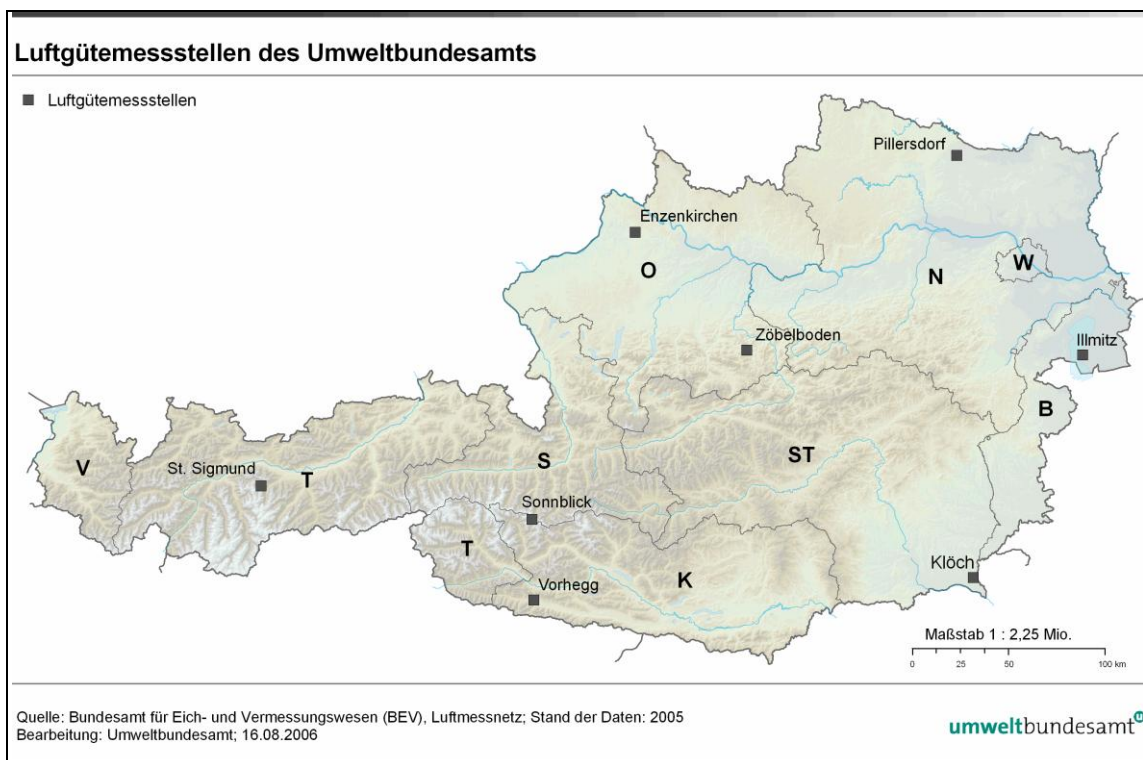 Luftgütemessstellen des Umweltbundesamts
Luftgütemessstellen
Pillersdorf
Enzenkirchen
O
N
W
Zöbelboden
Illmitz
B
V
St. Sigmund
T
S
ST
Sonnblick
T
K
Klöch
Vorhegg
Maßstab 1 : 2,25 Mio.
0 25 50 100 km
Quelle: Bundesamt für Eich- und Vermessungswesen (BEV), Luftmessnetz; Stand der Daten: 2005
Bearbeitung: Umweltbundesamt; 16.08.2006
umweltbundesamt u